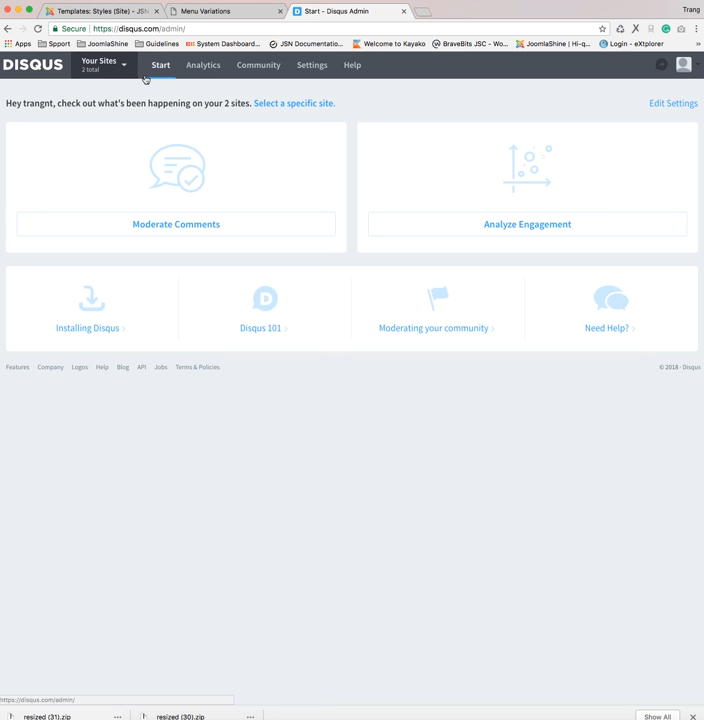 Templates: Styles (Site) - JSN
Menu Variations
Start - Disqus Admin
Trang
Secure
https://disqus.com/admin/
Apps
Spport
JoomlaShine
Guidelines
System Dashboard...
JSN Documentatio...
Welcome to Kayako
BraveBits JSC - Wo...
JoomlaShine | Hi-q...
Login - eXtplorer
»
DISQUS
Your Sites
2 total
Start
Analytics
Community
Settings
Help
Hey trangnt, check out what's been happening on your 2 sites. Select a specific site.
Edit Settings
Moderate Comments
Analyze Engagement
Installing Disqus ›
Disqus 101 ›
Moderating your community ›
Need Help? ›
Features Company Logos Help Blog API Jobs Terms & Policies
© 2018 · Disqus
https://disqus.com/admin/
resized (31).zip
resized (30).zip
Show All